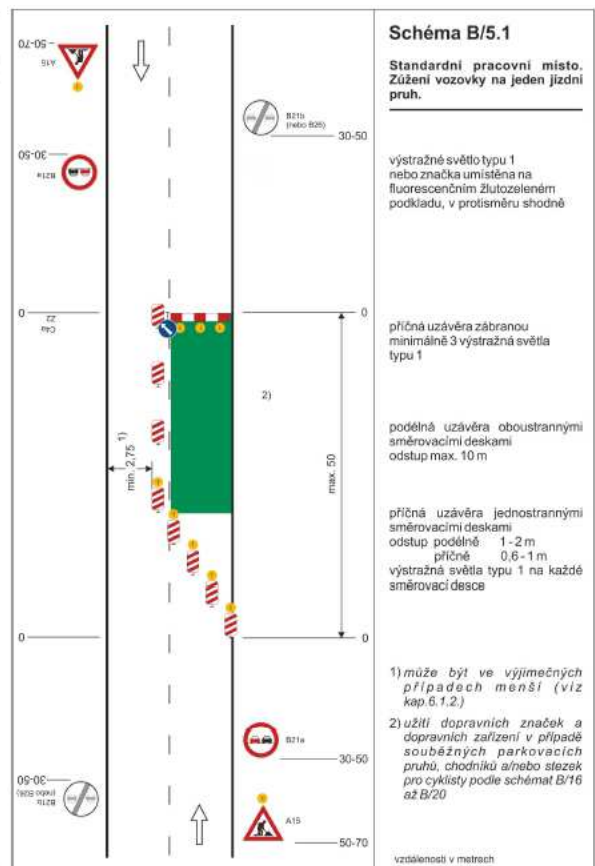 Schéma B/5.1
Standardní pracovní místo.
Zúžení vozovky na jeden jízdní
pruh.
50-70
A15
B21b
(nebo B26)
30-50
30-50
B21a
výstražné světlo typu 1
nebo značka umístěna na
fluorescenčním žlutozeleném
podkladu, v protisměru shodně
0
0
Z2
C4a
příčná uzávěra zábranou
minimálně 3 výstražná světla
typu 1
2)
1)
min. 2,75
max. 50
podélná uzávěra oboustrannými
směrovacími deskami
odstup max. 10 m
příčná uzávěra jednostrannými
směrovacími deskami
odstup podélně 1-2 m
příčně 0,6-1 m
výstražná světla typu 1 na každé
směrovací desce
0
0
1) může být ve výjimečných
případech menší (viz
kap.6.1.2.)
2) užití dopravních značek a
dopravních zařízení v případě
souběžných parkovacích
pruhů, chodníků a/nebo stezek
pro cyklisty podle schémat B/16
až B/20
B21a
30-50
30-50
B21b
(nebo B26)
A15
50-70
vzdálenosti v metrech